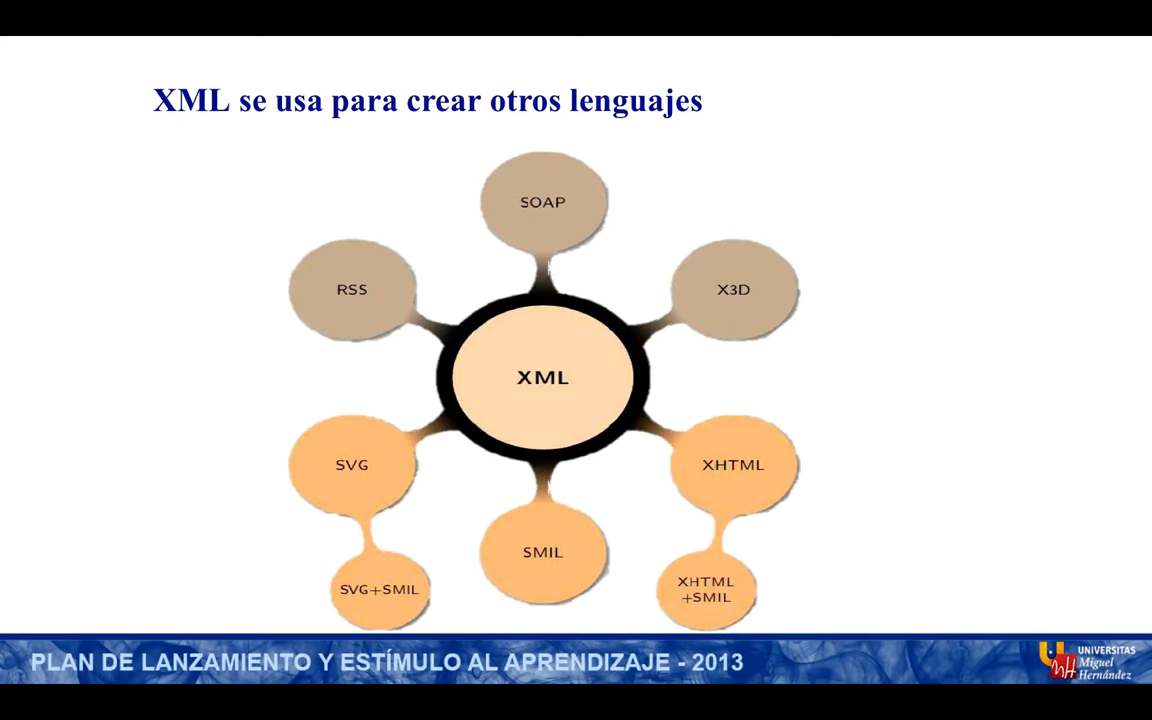 XML se usa para crear otros lenguajes
SOAP
RSS
X3D
XML
SVG
XHTML
SMIL
SVG+SMIL
XHTML
+SMIL
PLAN DE LANZAMIENTO Y ESTÍMULO AL APRENDIZAJE - 2013
UNIVERSITAS
Miguel
Hernández